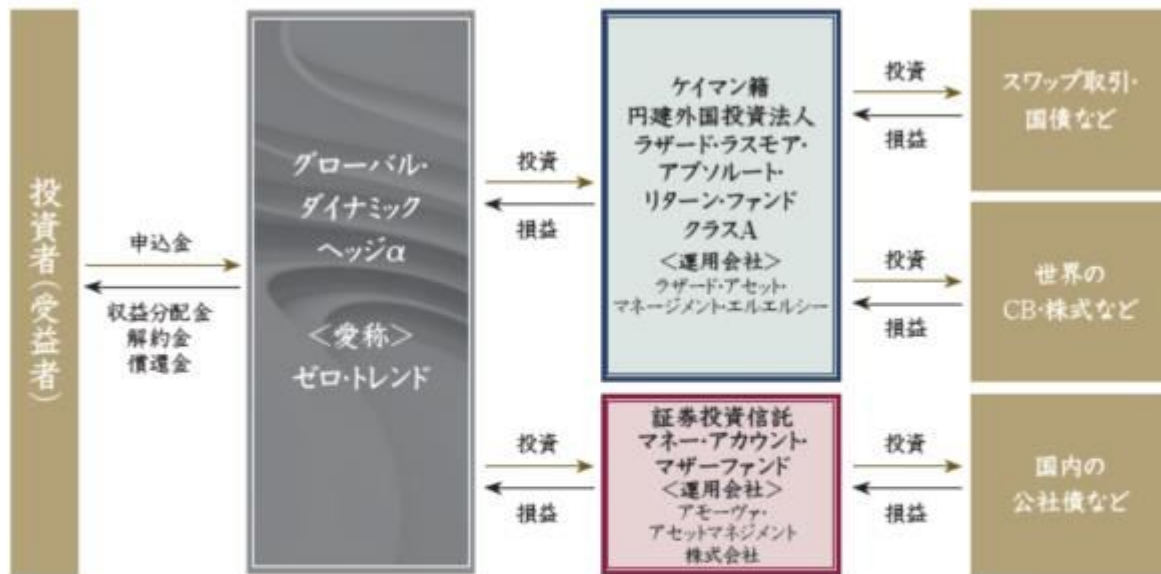 投資者(受益者)
申込金
収益分配金
解約金
償還金
グローバル・
ダイナミック
ヘッジα
<愛称>
ゼロ・トレンド
投資
損益
投資
損益
ケイマン籍
円建外国投資法人
ラザード・ラスモア・
アブソルート・
リターン・ファンド
クラスA
<運用会社>
ラザード・アセット・
マネージメント・エルエルシー
証券投資信託
マネー・アカウント・
マザーファンド
<運用会社>
アモーヴァ・
アセットマネジメント
株式会社
投資
損益
投資
損益
投資
損益
スワップ取引・
国債など
世界の
CB・株式など
国内の
公社債など